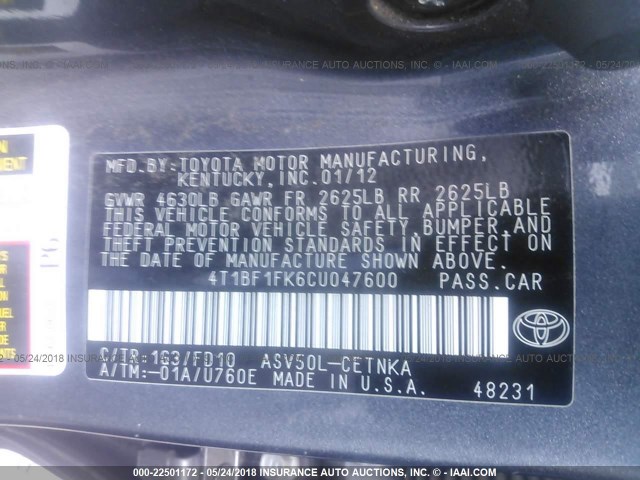 MFD.BY:TOYOTA MOTOR MANUFACTURING,
KENTUCKY,INC.01/12
GVWR 4630LB GAWR FR 2625LB RR 2625LB
THIS VEHICLE CONFORMS TO ALL APPLICABLE
FEDERAL MOTOR VEHICLE SAFETY,BUMPER,AND
THEFT PREVENTION STANDARDS IN EFFECT ON
THE DATE OF MANUFACTURE SHOWN ABOVE.
4T1BF1FK6CU047600 PASS.CAR
ASV50L-CETNKA
A/TM:-01A/U760E MADE IN U.S.A.
48231
000-22501172 - 05/24/2018 - INSURANCE AUTO AUCTIONS, INC. - IAAI.COM